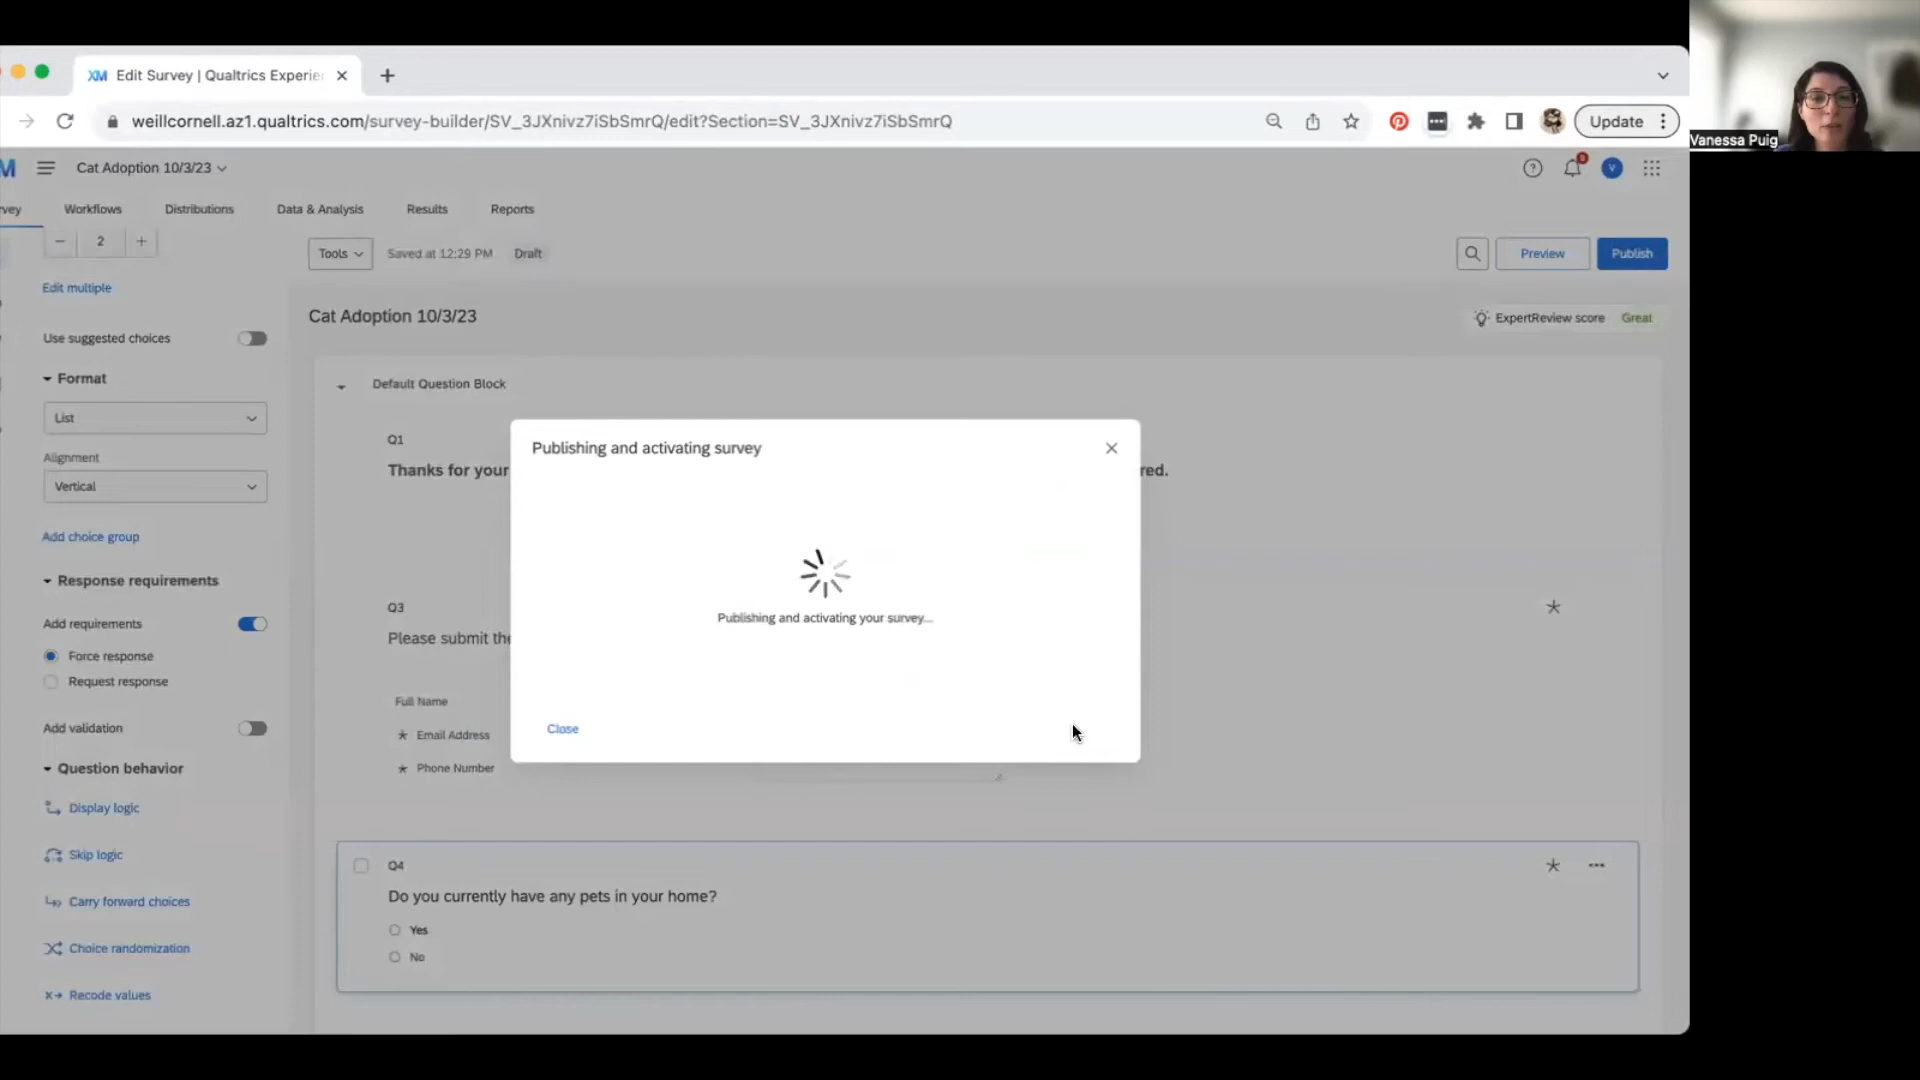 XM Edit Survey | Qualtrics Experie
weillcornell.az1.qualtrics.com/survey-builder/SV_3JXnivz7iSbSmrQ/edit?Section=SV_3JXnivz7iSbSmrQ
Update
Vanessa Puig
M
Cat Adoption 10/3/23
8
V
vey
Workflows
Distributions
Data & Analysis
Results
Reports
2
Tools
Saved at 12:29 PM
Draft
Preview
Publish
Edit multiple
Cat Adoption 10/3/23
ExpertReview score
Great
Use suggested choices
Format
List
Alignment
Vertical
Add choice group
Response requirements
Add requirements
Force response
Request response
Add validation
Question behavior
Display logic
Skip logic
Carry forward choices
Choice randomization
Recode values
Default Question Block
Q1
Thanks for your
red.
Publishing and activating survey
Publishing and activating your survey...
Close
Q3
Please submit the
Full Name
Email Address
Phone Number
Q4
Do you currently have any pets in your home?
Yes
No